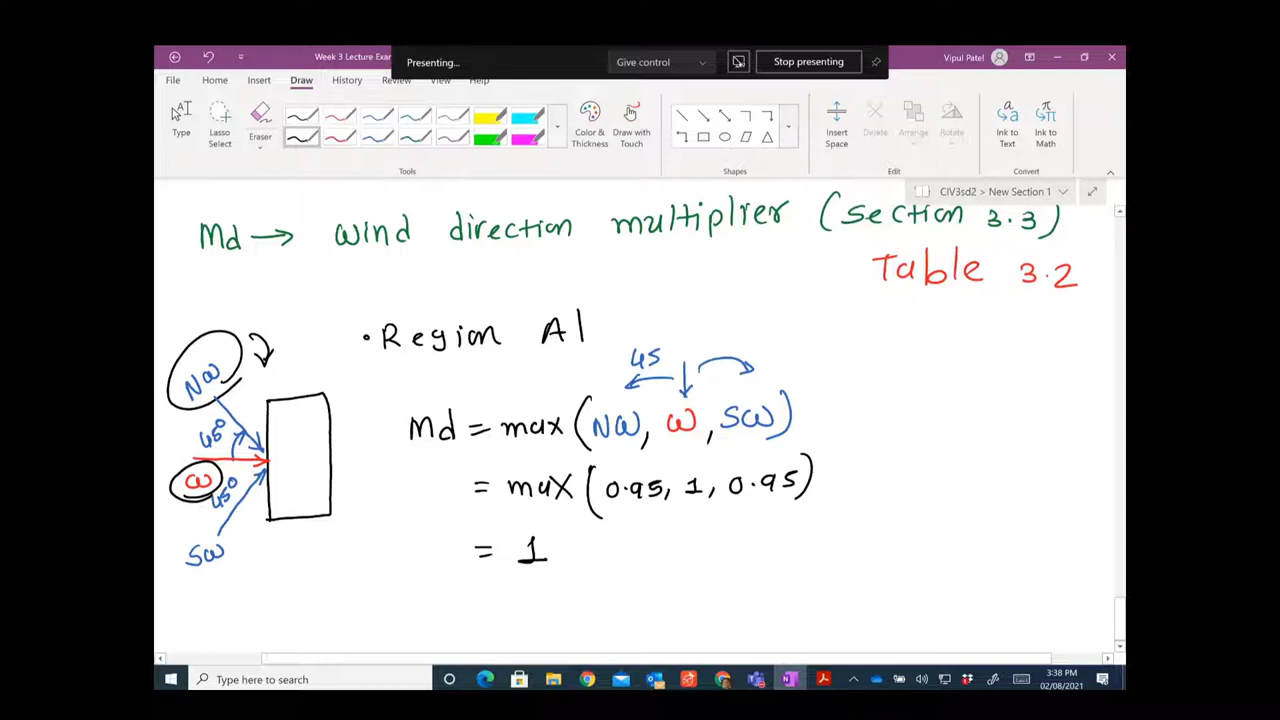 Week 3 Lecture Exa
Presenting...
Give control
Stop presenting
Vipul Patel
File
Home
Insert
Draw
History
Review
View
Help
Type
Lasso Select
Eraser
Color & Thickness
Draw with Touch
Insert Space
Delete
Arrange
Rotate
Ink to Text
Ink to Math
Tools
Shapes
Edit
Convert
CIV3sd2 > New Section 1
Md → wind direction multiplier (section 3.3)
Table 3.2
• Region A1
NW
45°
W
45°
SW
45
Md = max (NW, W, SW)
= max (0.95, 1, 0.95)
= 1
Type here to search
3:38 PM
02/08/2021